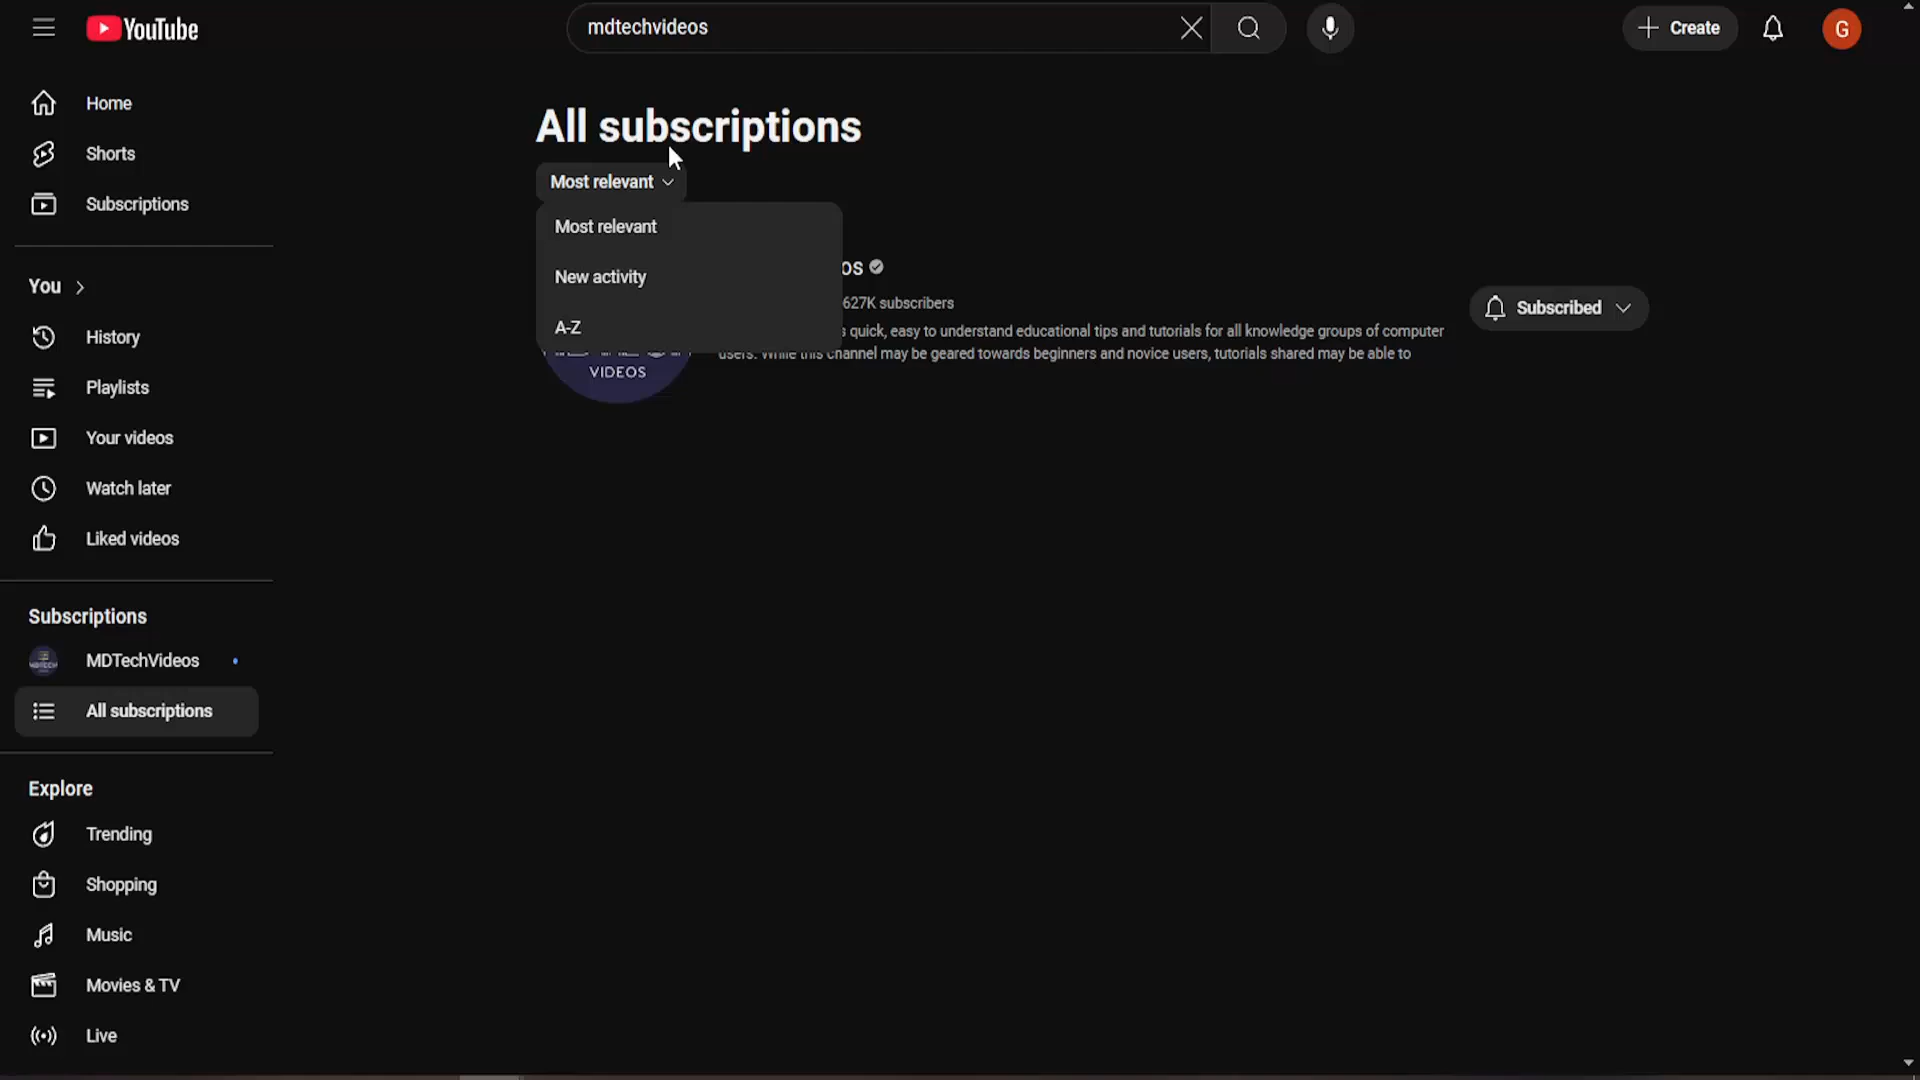 YouTube
mdtechvideos
Create
G
Home
Shorts
Subscriptions
You
History
Playlists
Your videos
Watch later
Liked videos
Subscriptions
MDTechVideos
All subscriptions
Explore
Trending
Shopping
Music
Movies & TV
Live
All subscriptions
Most relevant
Most relevant
New activity
A-Z
os
627K subscribers
s quick, easy to understand educational tips and tutorials for all knowledge groups of computer
users. While this channel may be geared towards beginners and novice users, tutorials shared may be able to
VIDEOS
Subscribed